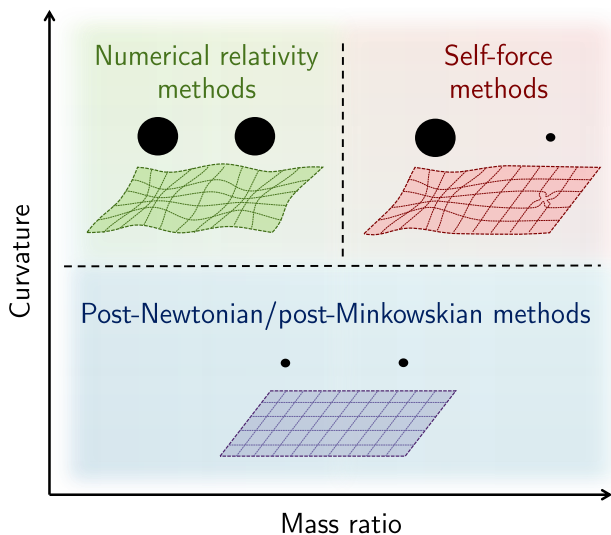 Numerical relativity
methods
Self-force
methods
Curvature
Post-Newtonian/post-Minkowskian methods
Mass ratio